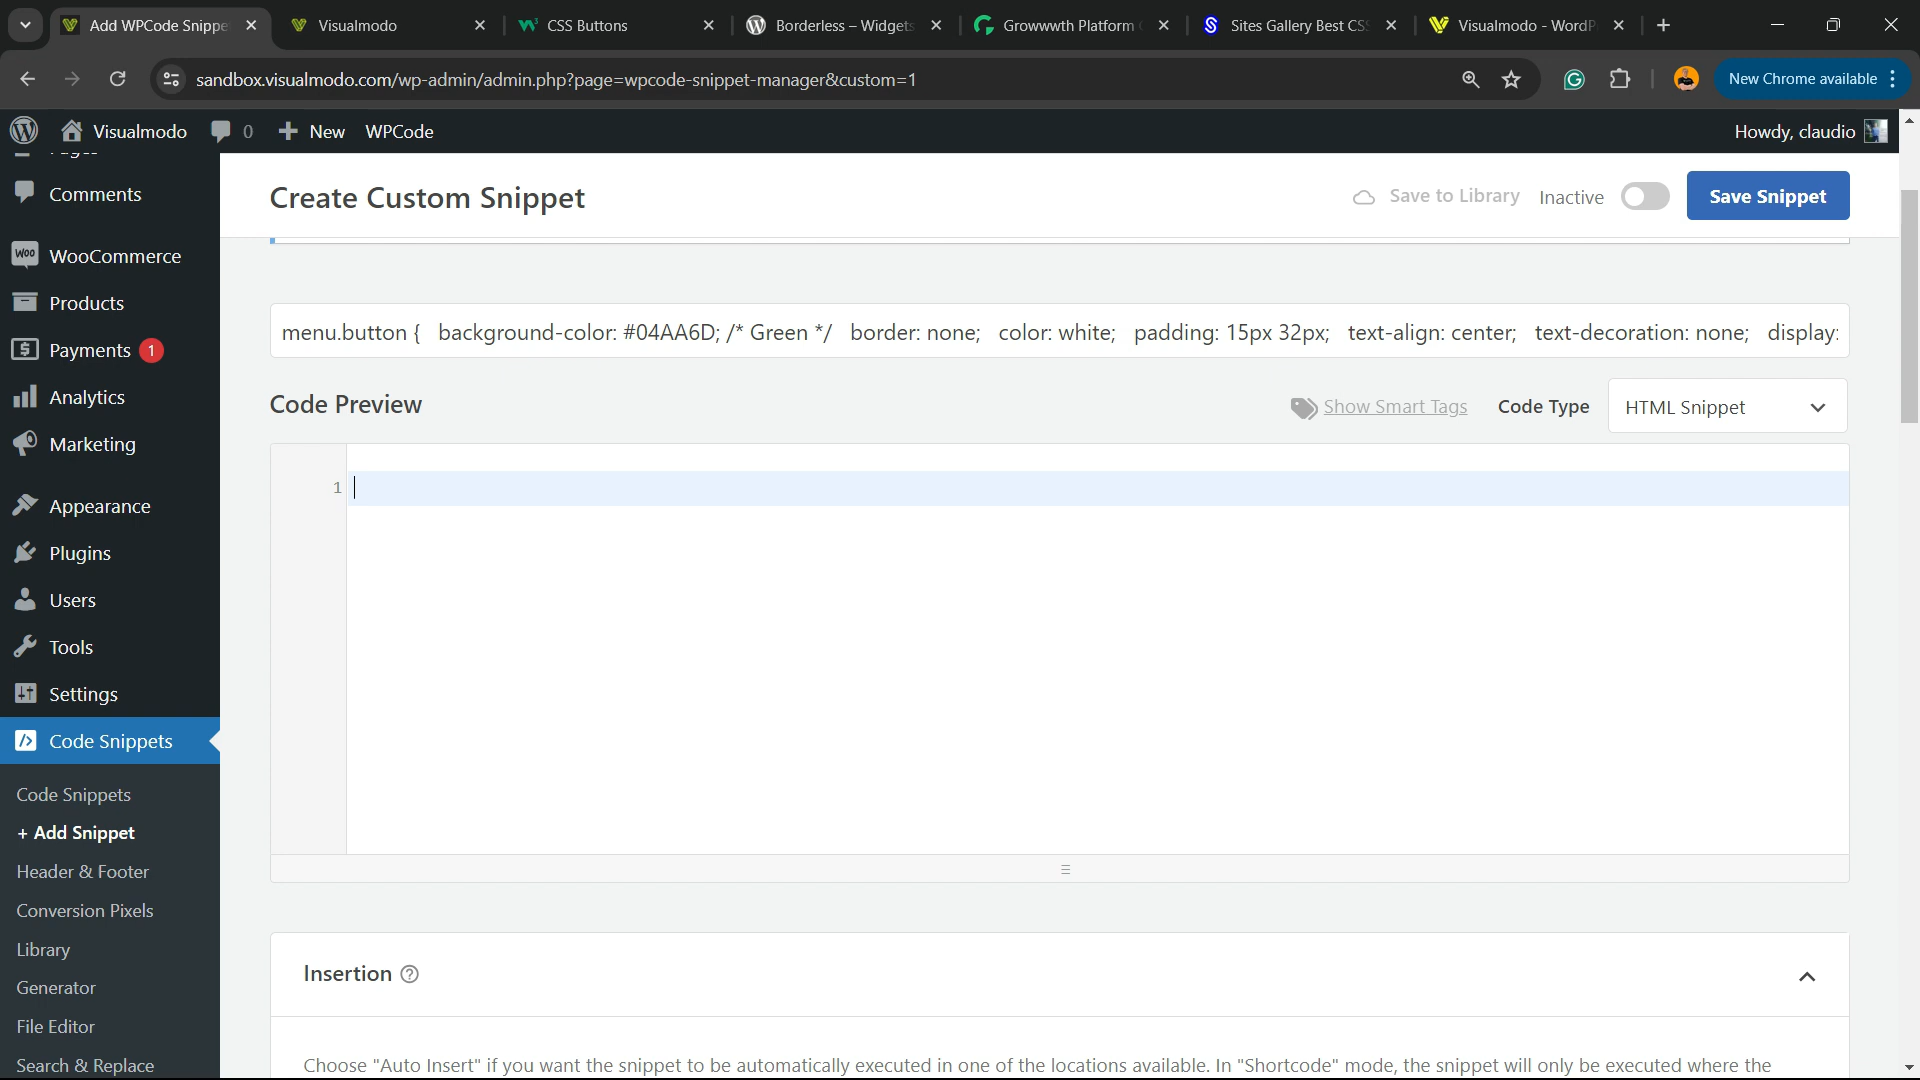 Add WPCode Snippe
Visualmodo
CSS Buttons
Borderless – Widgets
Growwwth Platform
Sites Gallery Best CS
Visualmodo - WordP
sandbox.visualmodo.com/wp-admin/admin.php?page=wpcode-snippet-manager&custom=1
New Chrome available
Visualmodo
0
New
WPCode
Howdy, claudio
Comments
WooCommerce
Products
Payments 1
Analytics
Marketing
Appearance
Plugins
Users
Tools
Settings
Code Snippets
Code Snippets
+ Add Snippet
Header & Footer
Conversion Pixels
Library
Generator
File Editor
Search & Replace
Create Custom Snippet
Save to Library
Inactive
Save Snippet
menu.button { background-color: #04AA6D; /* Green */ border: none; color: white; padding: 15px 32px; text-align: center; text-decoration: none; display:
Code Preview
Show Smart Tags
Code Type
HTML Snippet
1
Insertion
Choose "Auto Insert" if you want the snippet to be automatically executed in one of the locations available. In "Shortcode" mode, the snippet will only be executed where the